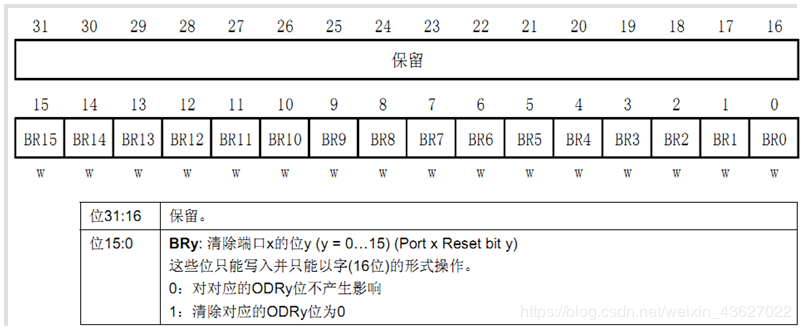 31 30 29 28 27 26 25 24 23 22 21 20 19 18 17 16
保留
15 14 13 12 11 10 9 8 7 6 5 4 3 2 1 0
BR15 BR14 BR13 BR12 BR11 BR10 BR9 BR8 BR7 BR6 BR5 BR4 BR3 BR2 BR1 BR0
w w w w w w w w w w w w w w w w
位31:16 保留。
位15:0 BRy: 清除端口x的位y (y = 0…15) (Port x Reset bit y)
这些位只能写入并只能以字(16位)的形式操作。
0：对对应的ODRy位不产生影响
1：清除对应的ODRy位为0
https://blog.csdn.net/weixin_43627022